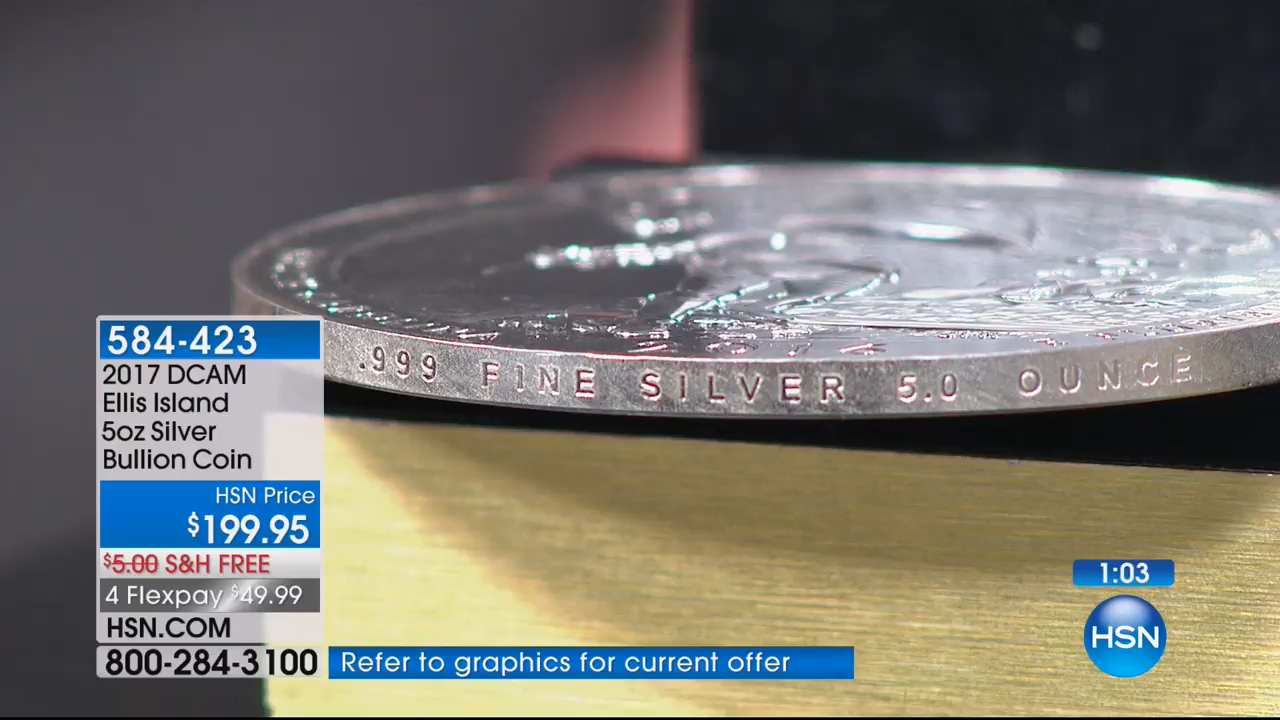 .999 FINE SILVER 5.0 OUNCE
584-423
2017 DCAM
Ellis Island
5oz Silver
Bullion Coin
HSN Price
$199.95
$5.00 S&H FREE
4 Flexpay $49.99
HSN.COM
800-284-3100
Refer to graphics for current offer
1:03
HSN